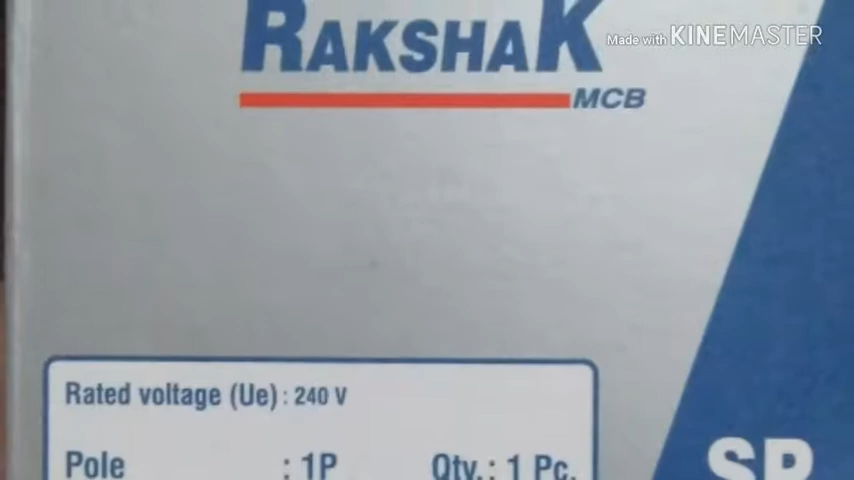 RAKSHAK
Made with KINEMASTER
MCB
Rated voltage (Ue) : 240 V
Pole : 1P Qty. : 1 Pc.
SP